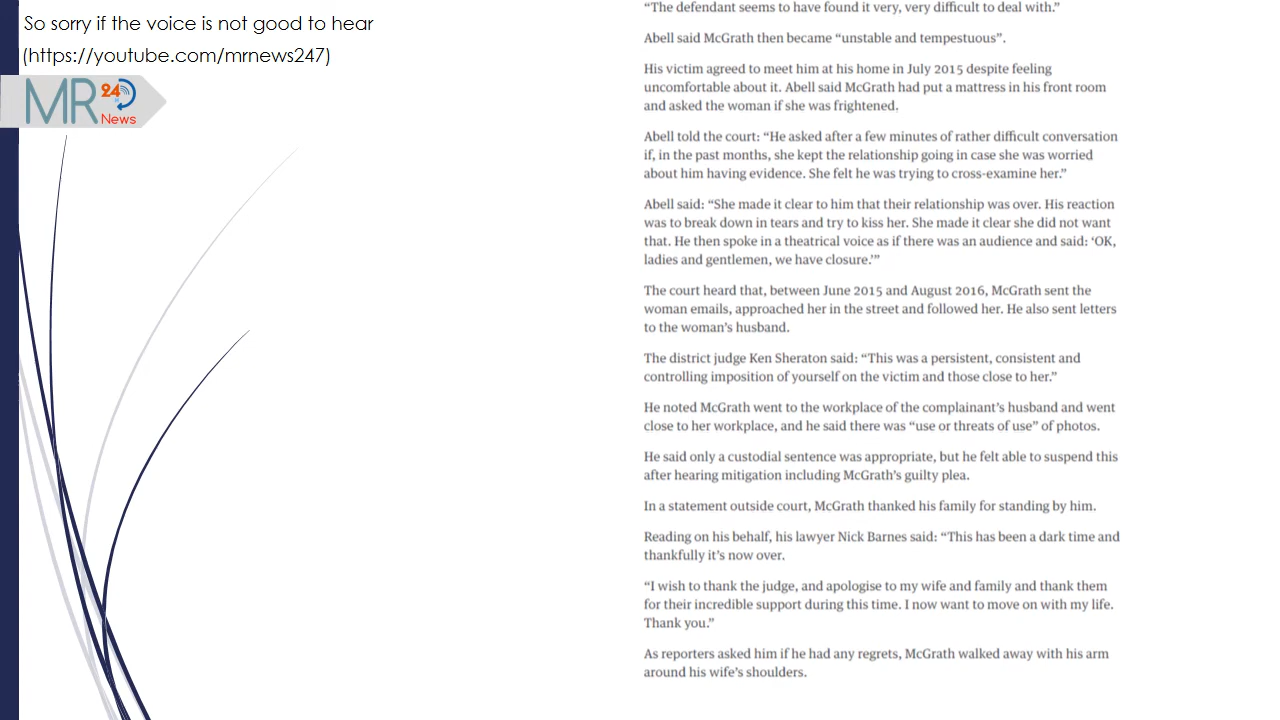 So sorry if the voice is not good to hear
(https://youtube.com/mrnews247)
MR
24
News
“The defendant seems to have found it very, very difficult to deal with.”
Abell said McGrath then became “unstable and tempestuous”.
His victim agreed to meet him at his home in July 2015 despite feeling
uncomfortable about it. Abell said McGrath had put a mattress in his front room
and asked the woman if she was frightened.
Abell told the court: “He asked after a few minutes of rather difficult conversation
if, in the past months, she kept the relationship going in case she was worried
about him having evidence. She felt he was trying to cross-examine her.”
Abell said: “She made it clear to him that their relationship was over. His reaction
was to break down in tears and try to kiss her. She made it clear she did not want
that. He then spoke in a theatrical voice as if there was an audience and said: ‘OK,
ladies and gentlemen, we have closure.’”
The court heard that, between June 2015 and August 2016, McGrath sent the
woman emails, approached her in the street and followed her. He also sent letters
to the woman’s husband.
The district judge Ken Sheraton said: “This was a persistent, consistent and
controlling imposition of yourself on the victim and those close to her.”
He noted McGrath went to the workplace of the complainant’s husband and went
close to her workplace, and he said there was “use or threats of use” of photos.
He said only a custodial sentence was appropriate, but he felt able to suspend this
after hearing mitigation including McGrath’s guilty plea.
In a statement outside court, McGrath thanked his family for standing by him.
Reading on his behalf, his lawyer Nick Barnes said: “This has been a dark time and
thankfully it’s now over.
“I wish to thank the judge, and apologise to my wife and family and thank them
for their incredible support during this time. I now want to move on with my life.
Thank you.”
As reporters asked him if he had any regrets, McGrath walked away with his arm
around his wife’s shoulders.